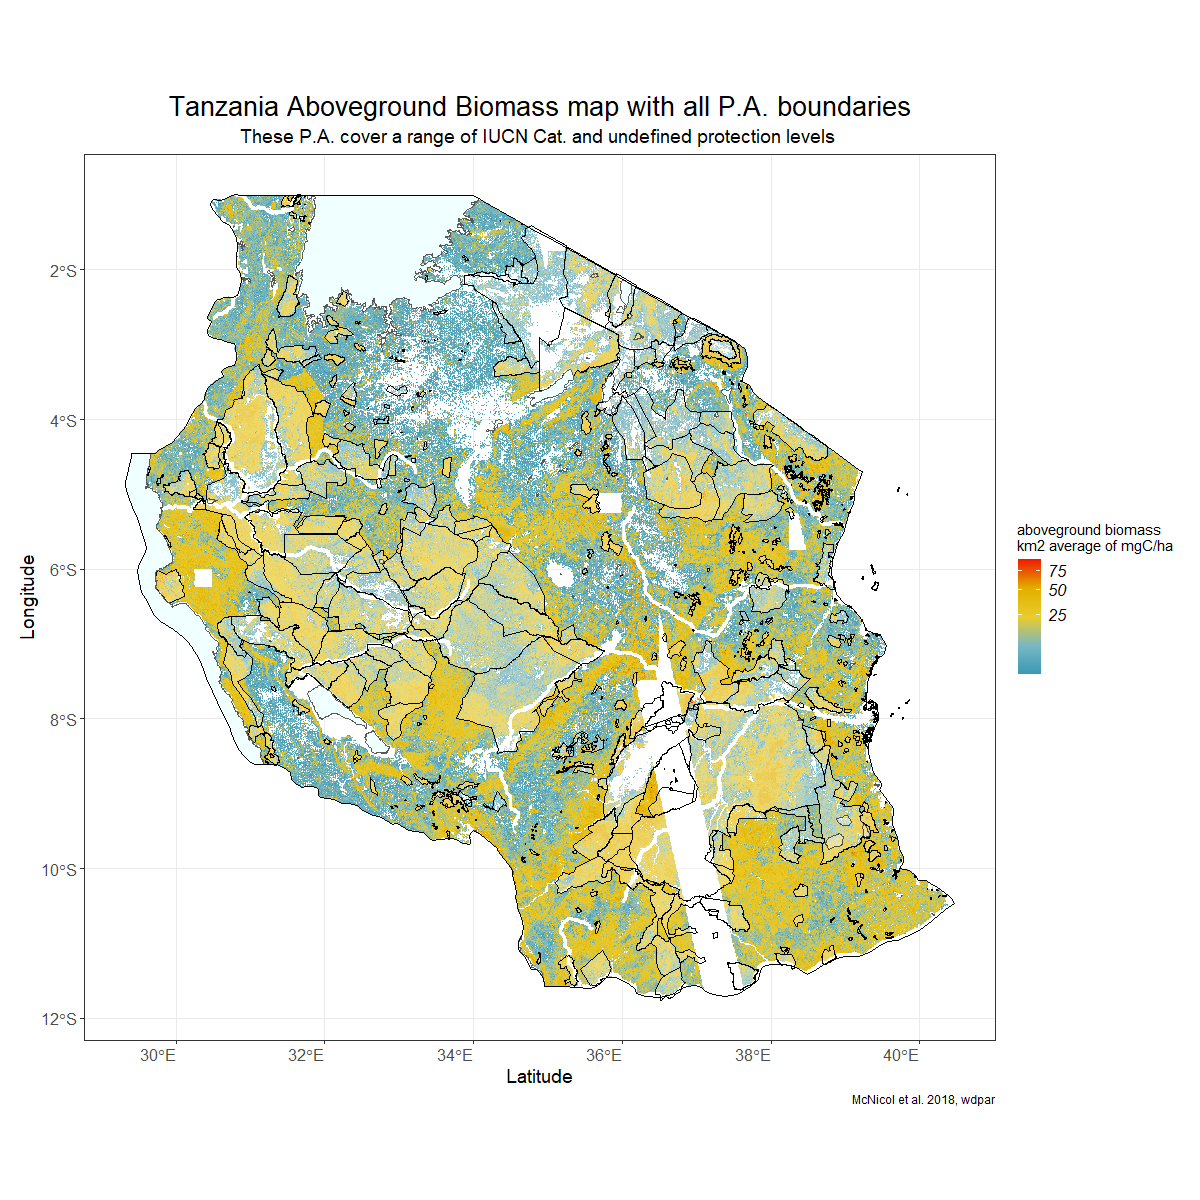 Tanzania Aboveground Biomass map with all P.A. boundaries
These P.A. cover a range of IUCN Cat. and undefined protection levels
2°S
4°S
6°S
8°S
10°S
12°S
Longitude
30°E 32°E 34°E 36°E 38°E 40°E
Latitude
aboveground biomass
km2 average of mgC/ha
75
50
25
McNicol et al. 2018, wdpar